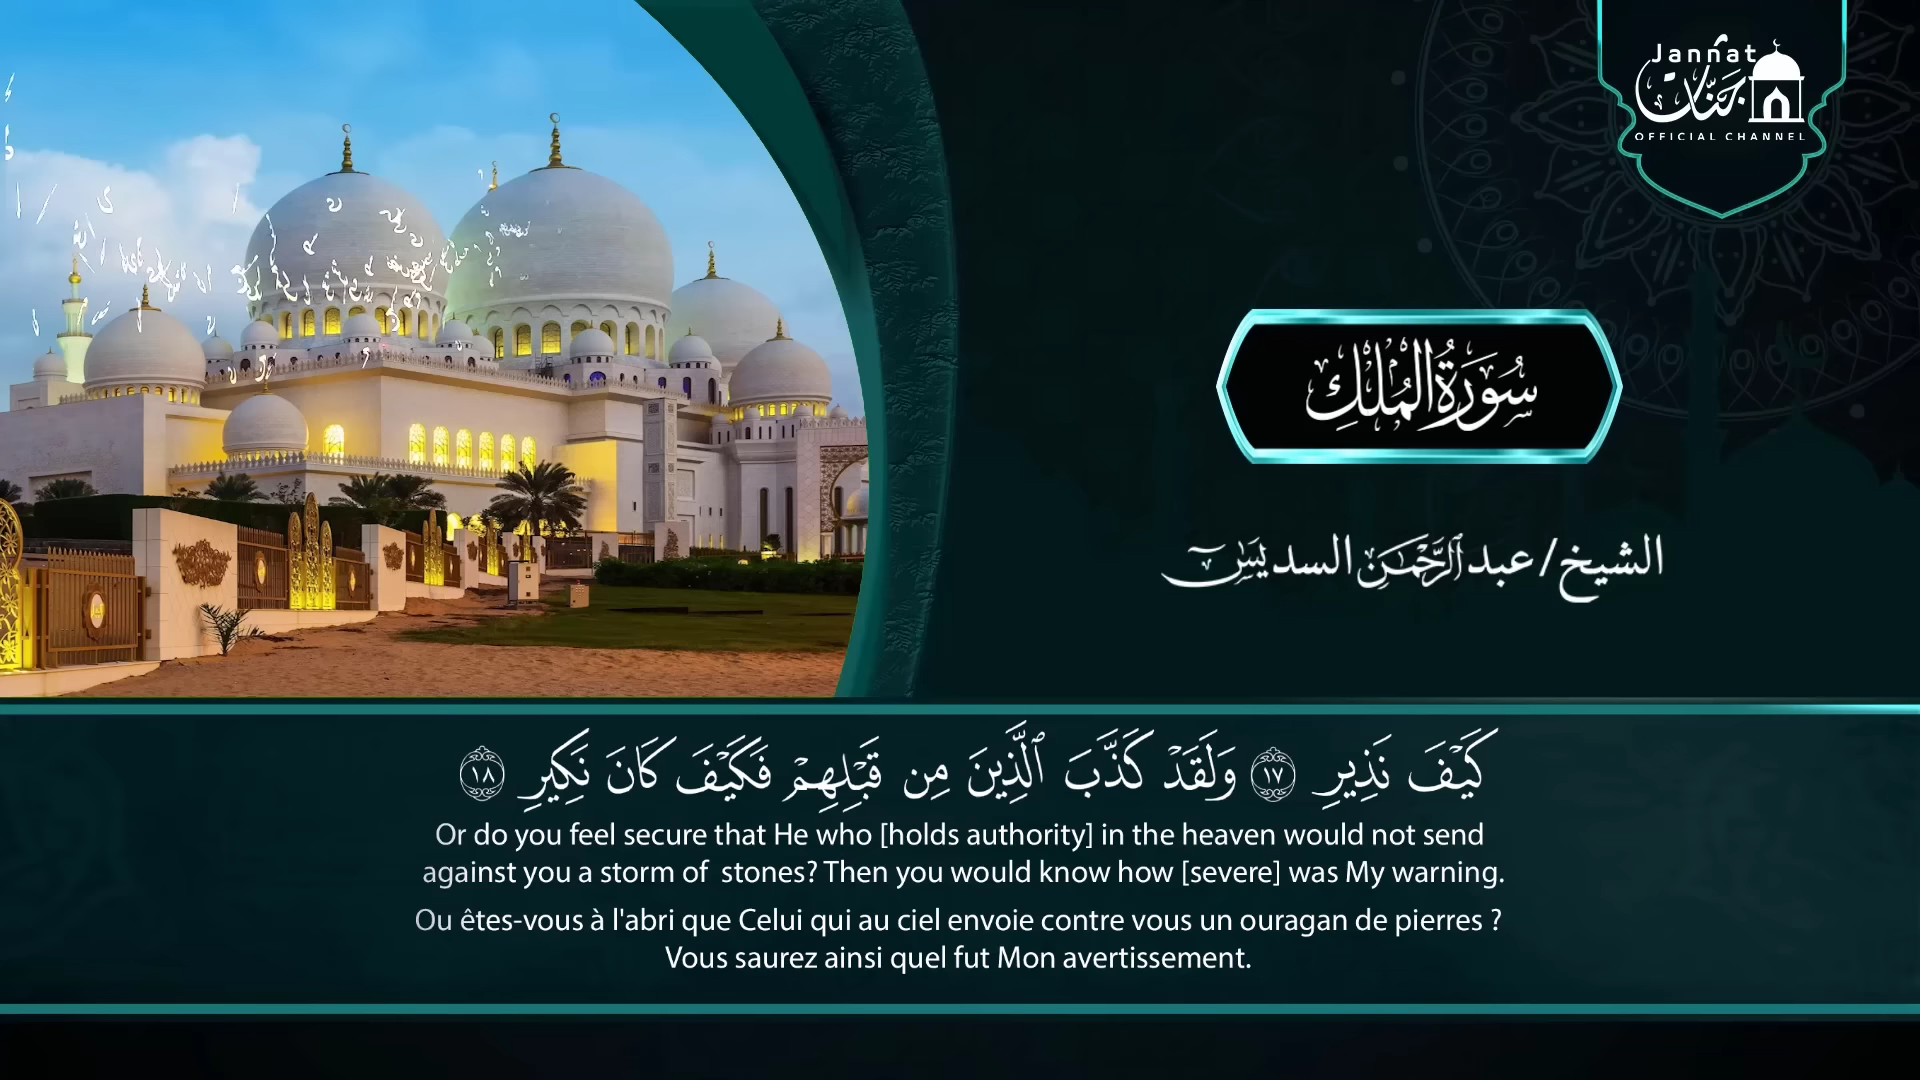 Jannat
جنات
OFFICIAL CHANNEL
سُورَةُ الْمُلْكِ
الشيخ / عبد الرَّحْمَٰن السديس
كَيْفَ نَذِيرِ ١٧ وَلَقَدْ كَذَّبَ ٱلَّذِينَ مِن قَبْلِهِمْ فَكَيْفَ كَانَ نَكِيرِ ١٨
Or do you feel secure that He who [holds authority] in the heaven would not send
against you a storm of stones? Then you would know how [severe] was My warning.
Ou êtes-vous à l'abri que Celui qui au ciel envoie contre vous un ouragan de pierres ?
Vous saurez ainsi quel fut Mon avertissement.